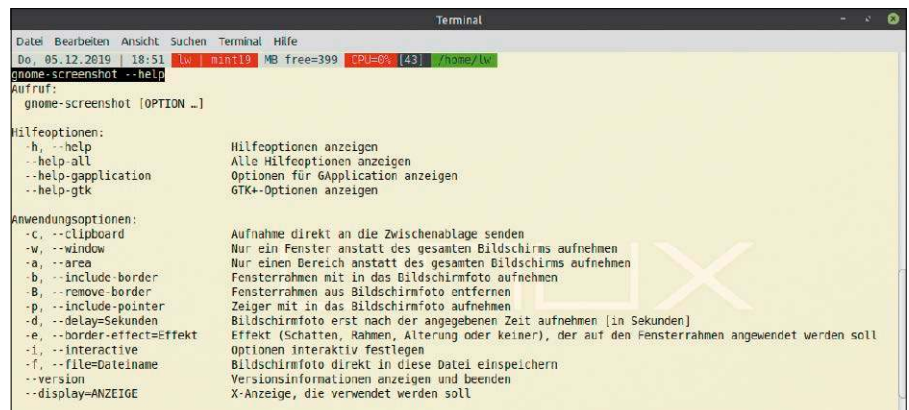 Terminal
Datei Bearbeiten Ansicht Suchen Terminal Hilfe
Do, 05.12.2019 | 18:51 lw | mint19 MB free=399 CPU=0% [43] /home/lw
gnome-screenshot --help
Aufruf:
gnome-screenshot [OPTION …]
Hilfeoptionen:
-h, --help Hilfeoptionen anzeigen
--help-all Alle Hilfeoptionen anzeigen
--help-gapplication Optionen für GApplication anzeigen
--help-gtk GTK+-Optionen anzeigen
Anwendungsoptionen:
-c, --clipboard Aufnahme direkt an die Zwischenablage senden
-w, --window Nur ein Fenster anstatt des gesamten Bildschirms aufnehmen
-a, --area Nur einen Bereich anstatt des gesamten Bildschirms aufnehmen
-b, --include-border Fensterrahmen mit in das Bildschirmfoto aufnehmen
-B, --remove-border Fensterrahmen aus Bildschirmfoto entfernen
-p, --include-pointer Zeiger mit in das Bildschirmfoto aufnehmen
-d, --delay=Sekunden Bildschirmfoto erst nach der angegebenen Zeit aufnehmen [in Sekunden]
-e, --border-effect=Effekt Effekt (Schatten, Rahmen, Alterung oder keiner), der auf den Fensterrahmen angewendet werden soll
-i, --interactive Optionen interaktiv festlegen
-f, --file=Dateiname Bildschirmfoto direkt in diese Datei einspeichern
--version Versionsinformationen anzeigen und beenden
--display=ANZEIGE X-Anzeige, die verwendet werden soll